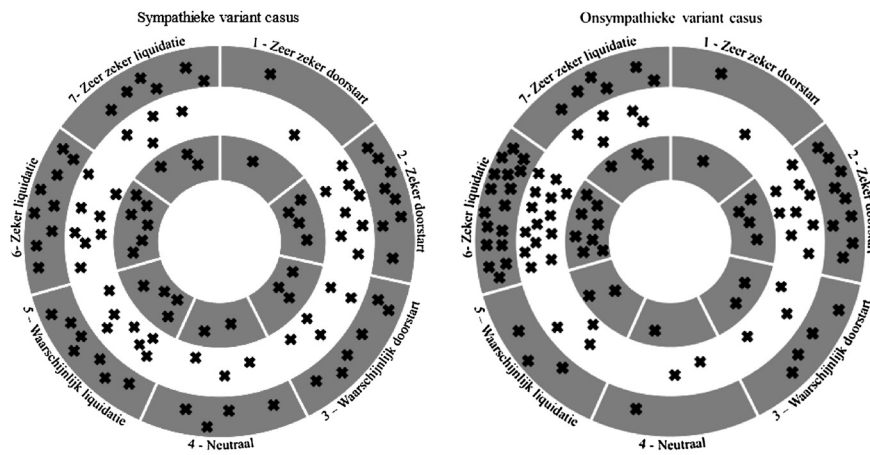 Sympathieke variant casus
1 - Zeer zeker doorstart
2 - Zeker doorstart
3 – Waarschijnlijk doorstart
4 - Neutraal
5 – Waarschijnlijk liquidatie
6- Zeker liquidatie
7- Zeer zeker liquidatie
Onsympathieke variant casus
1 - Zeer zeker doorstart
2 - Zeker doorstart
3 – Waarschijnlijk doorstart
4 - Neutraal
5 – Waarschijnlijk liquidatie
6- Zeker liquidatie
7- Zeer zeker liquidatie